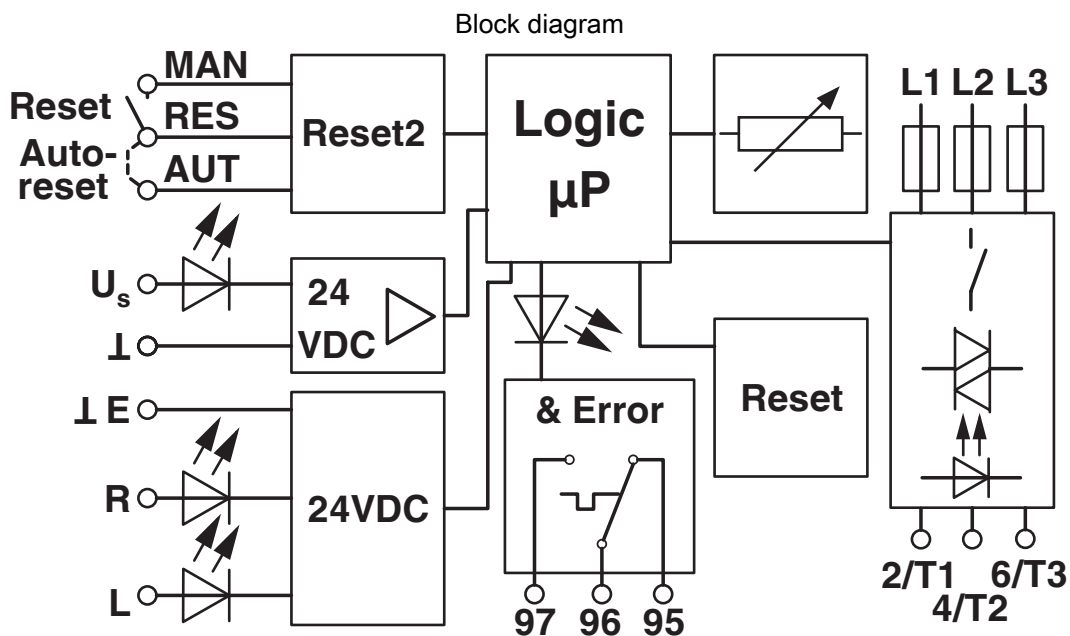 Block diagram
MAN
Reset
RES
Auto-
reset
AUT
Reset2
Logic
µP
L1 L2 L3
Us
⊥
24
VDC
⊥ E
R
L
24VDC
& Error
Reset
97 96 95
2/T1 6/T3
4/T2